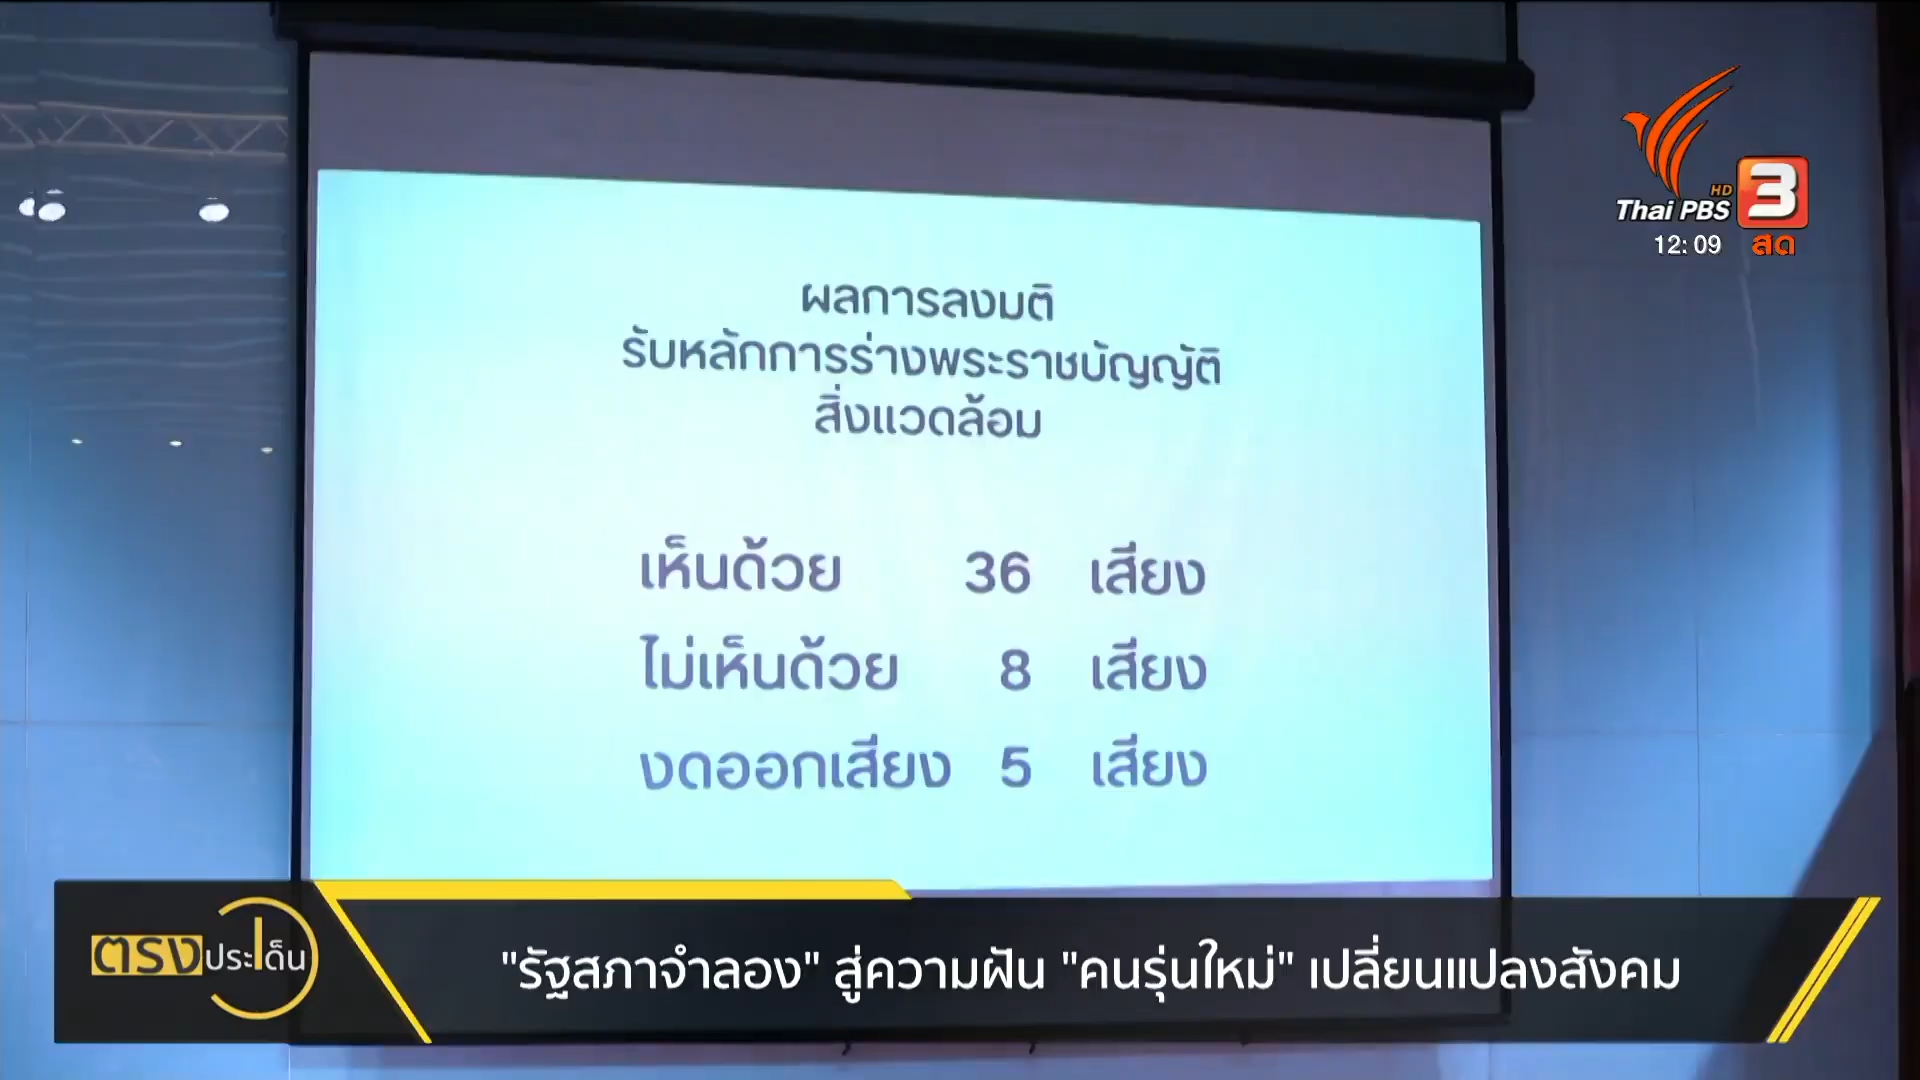 ผลการลงมติ
รับหลักการร่างพระราชบัญญัติ
สิ่งแวดล้อม
เห็นด้วย 36 เสียง
ไม่เห็นด้วย 8 เสียง
งดออกเสียง 5 เสียง
Thai PBS HD 3
12:09 สด
ตรงประเด็น
"รัฐสภาจำลอง" สู่ความฝัน "คนรุ่นใหม่" เปลี่ยนแปลงสังคม